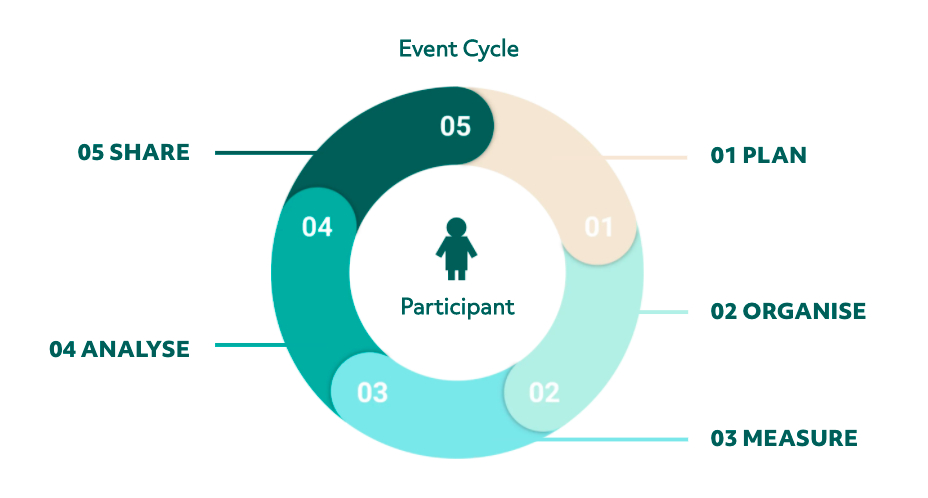 Event Cycle
05
05 SHARE
01 PLAN
04
01
Participant
02 ORGANISE
04 ANALYSE
03
02
03 MEASURE